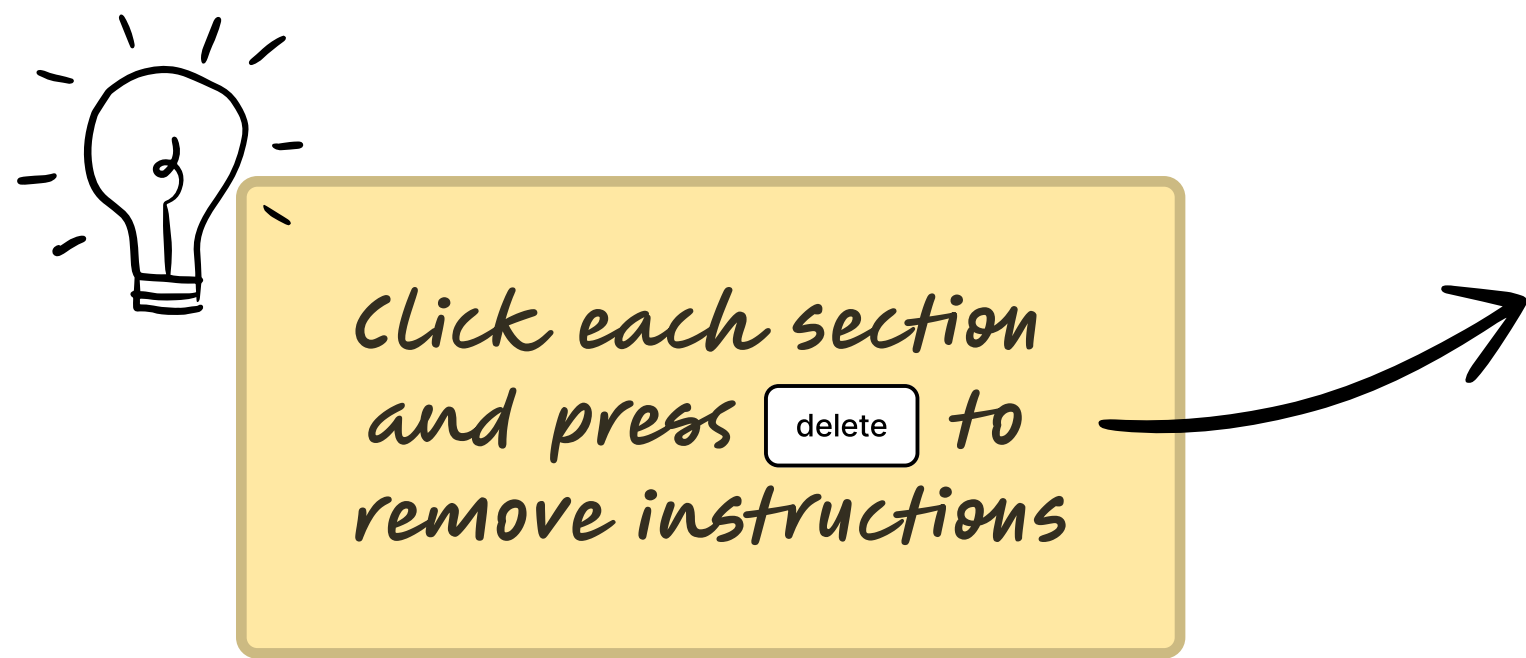 Click each section
and press delete to
remove instructions